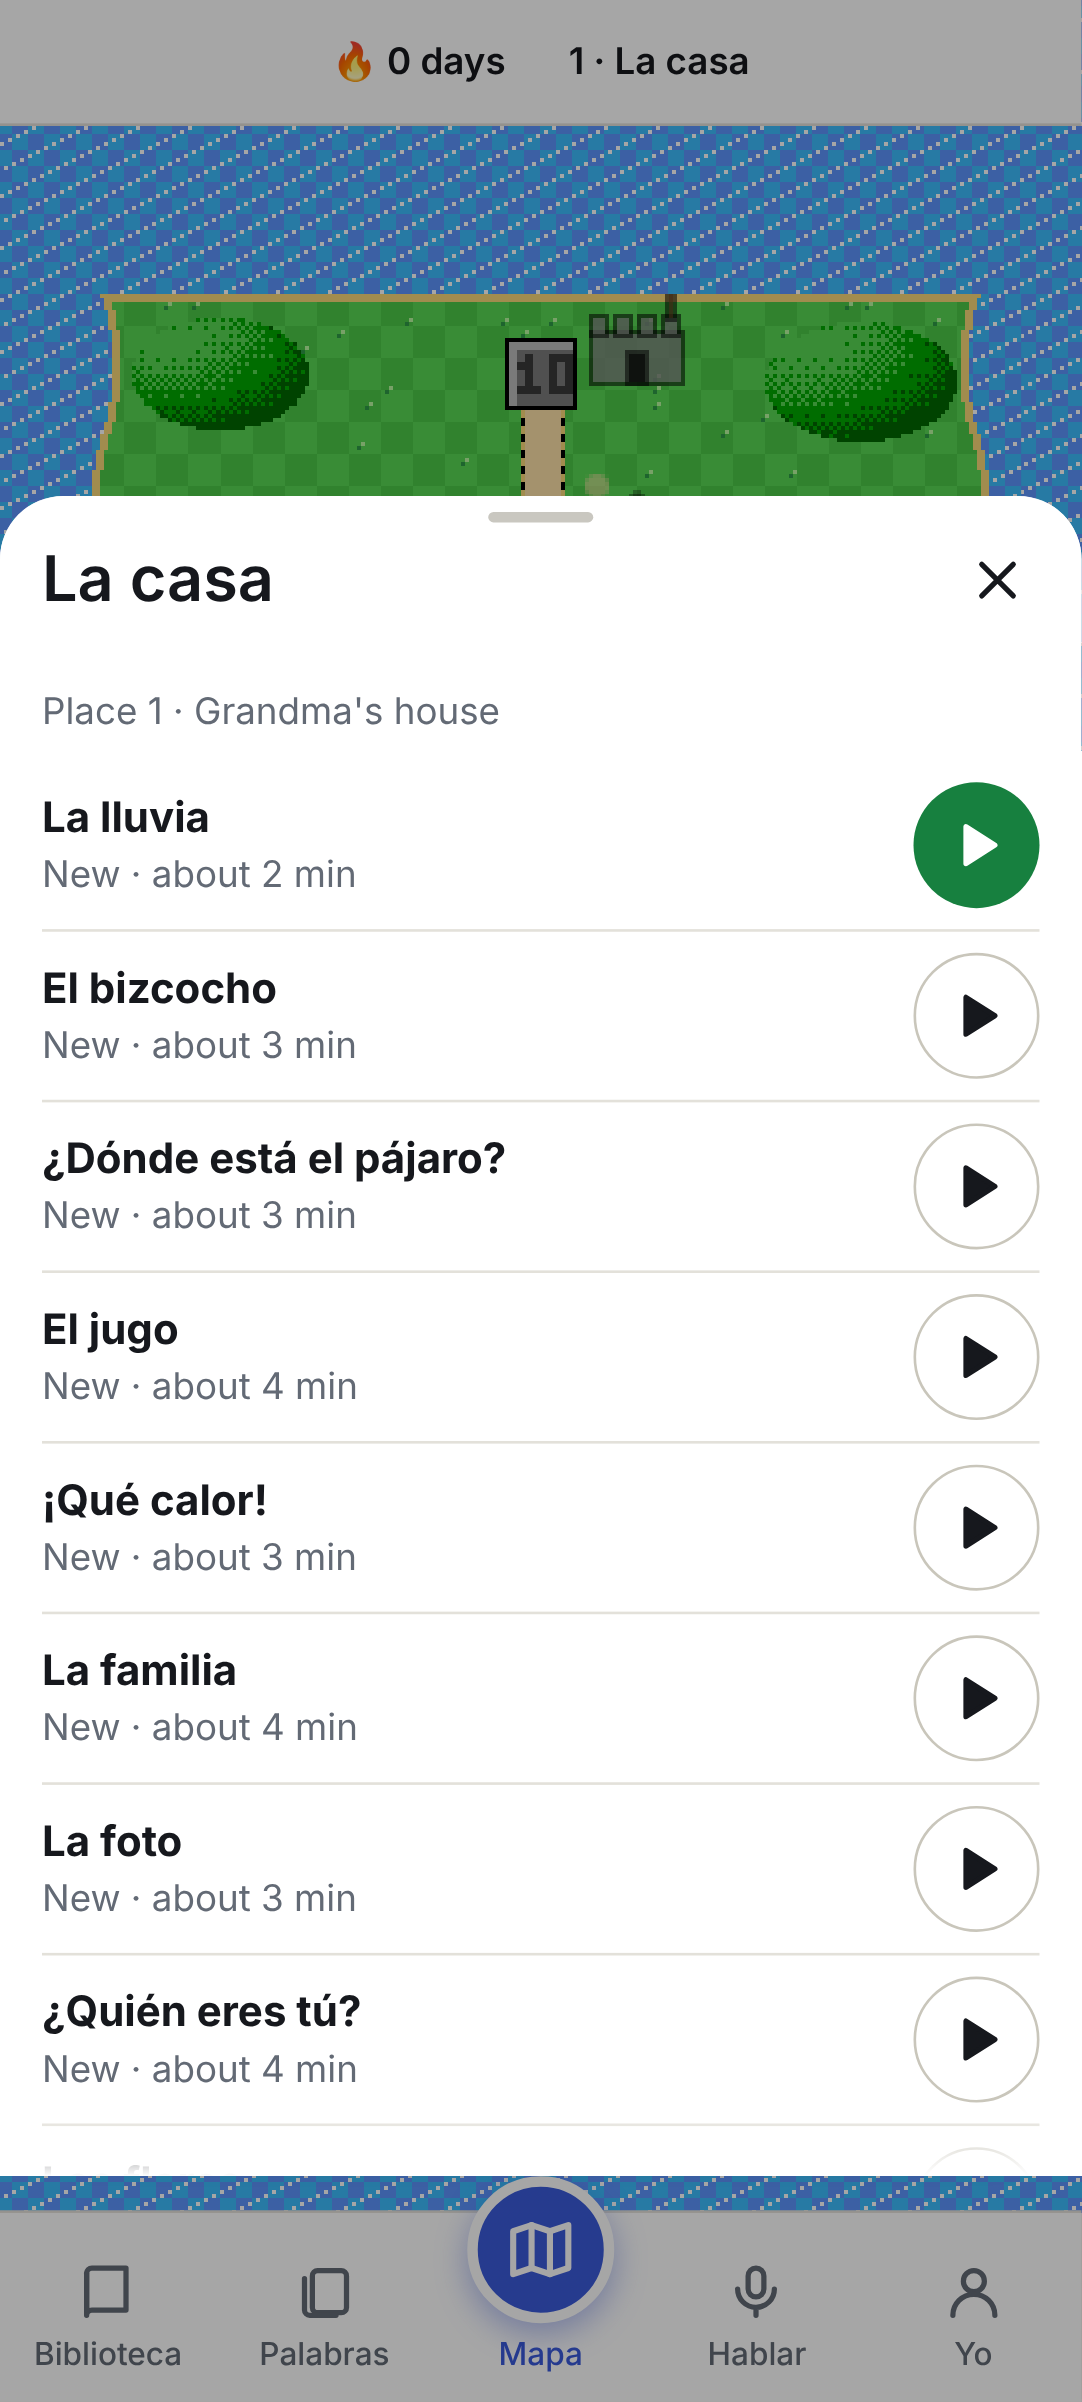 🔥 0 days 1 · La casa
10
La casa
Place 1 · Grandma's house
La lluvia
New · about 2 min
El bizcocho
New · about 3 min
¿Dónde está el pájaro?
New · about 3 min
El jugo
New · about 4 min
¡Qué calor!
New · about 3 min
La familia
New · about 4 min
La foto
New · about 3 min
¿Quién eres tú?
New · about 4 min
Biblioteca Palabras Mapa Hablar Yo